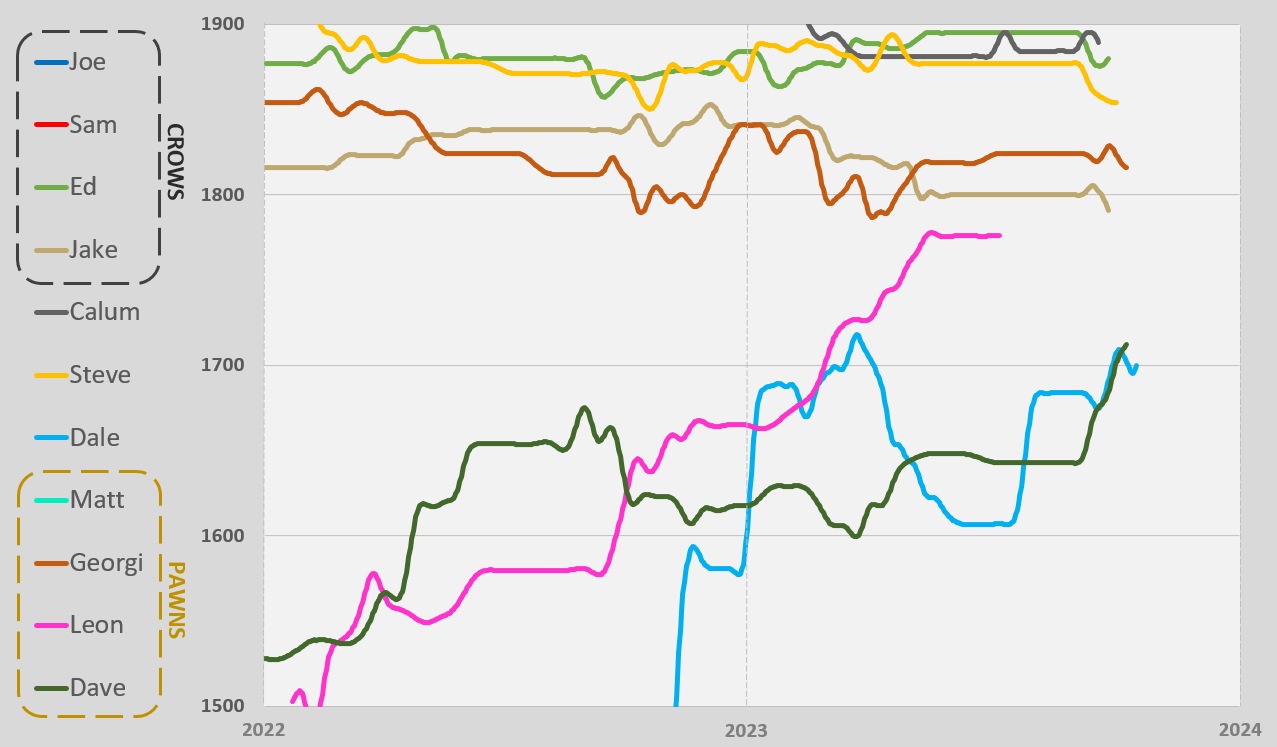 1900
Joe
Sam
CROWS
Ed
1800
Jake
Calum
1700
Steve
Dale
Matt
1600
Georgi
PAWNS
Leon
Dave
1500
2022
2023
2024